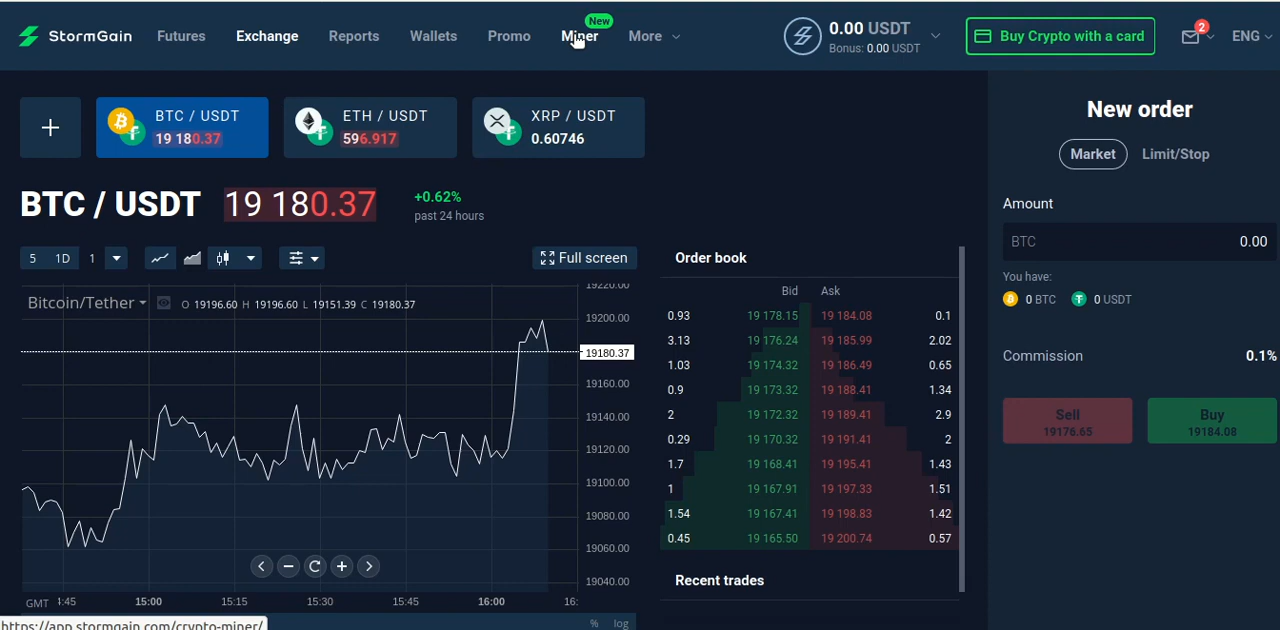 StormGain Futures Exchange Reports Wallets Promo Miner New More 0.00 USDT Bonus: 0.00 USDT Buy Crypto with a card 2 ENG
+ BTC / USDT 19 180.37 ETH / USDT 596.917 XRP / USDT 0.60746
BTC / USDT 19 180.37 +0.62% past 24 hours
5 1D 1 Full screen
Bitcoin/Tether O 19196.60 H 19196.60 L 19151.39 C 19180.37
19220.00
19200.00
19180.37
19160.00
19140.00
19120.00
19100.00
19080.00
19060.00
19040.00
GMT 15:00 15:15 15:30 15:45 16:00 16:
% log
https://app.stormgain.com/crypto-miner/
Order book
Bid Ask
0.93 19 178.15 19 184.08 0.1
3.13 19 176.24 19 185.99 2.02
1.03 19 174.32 19 186.49 0.65
0.9 19 173.32 19 188.41 1.34
2 19 172.32 19 189.41 2.9
0.29 19 170.32 19 191.41 2
1.7 19 168.41 19 195.41 1.43
1 19 167.91 19 197.33 1.51
1.54 19 167.41 19 198.83 1.42
0.45 19 165.50 19 200.74 0.57
Recent trades
New order
Market Limit/Stop
Amount
BTC 0.00
You have:
0 BTC 0 USDT
Commission 0.1%
Sell 19176.65 Buy 19184.08